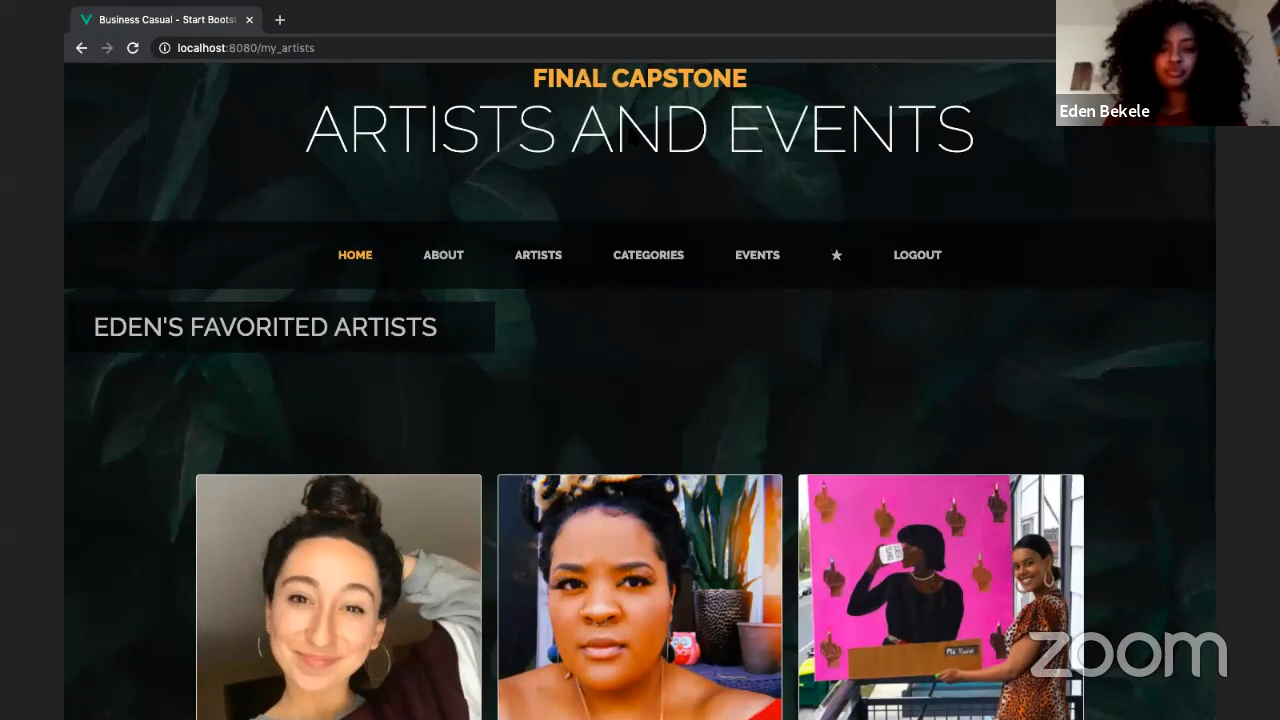 Business Casual - Start Boots
localhost:8080/my_artists
Eden Bekele
FINAL CAPSTONE
ARTISTS AND EVENTS
HOME ABOUT ARTISTS CATEGORIES EVENTS ★ LOGOUT
EDEN'S FAVORITED ARTISTS
zoom